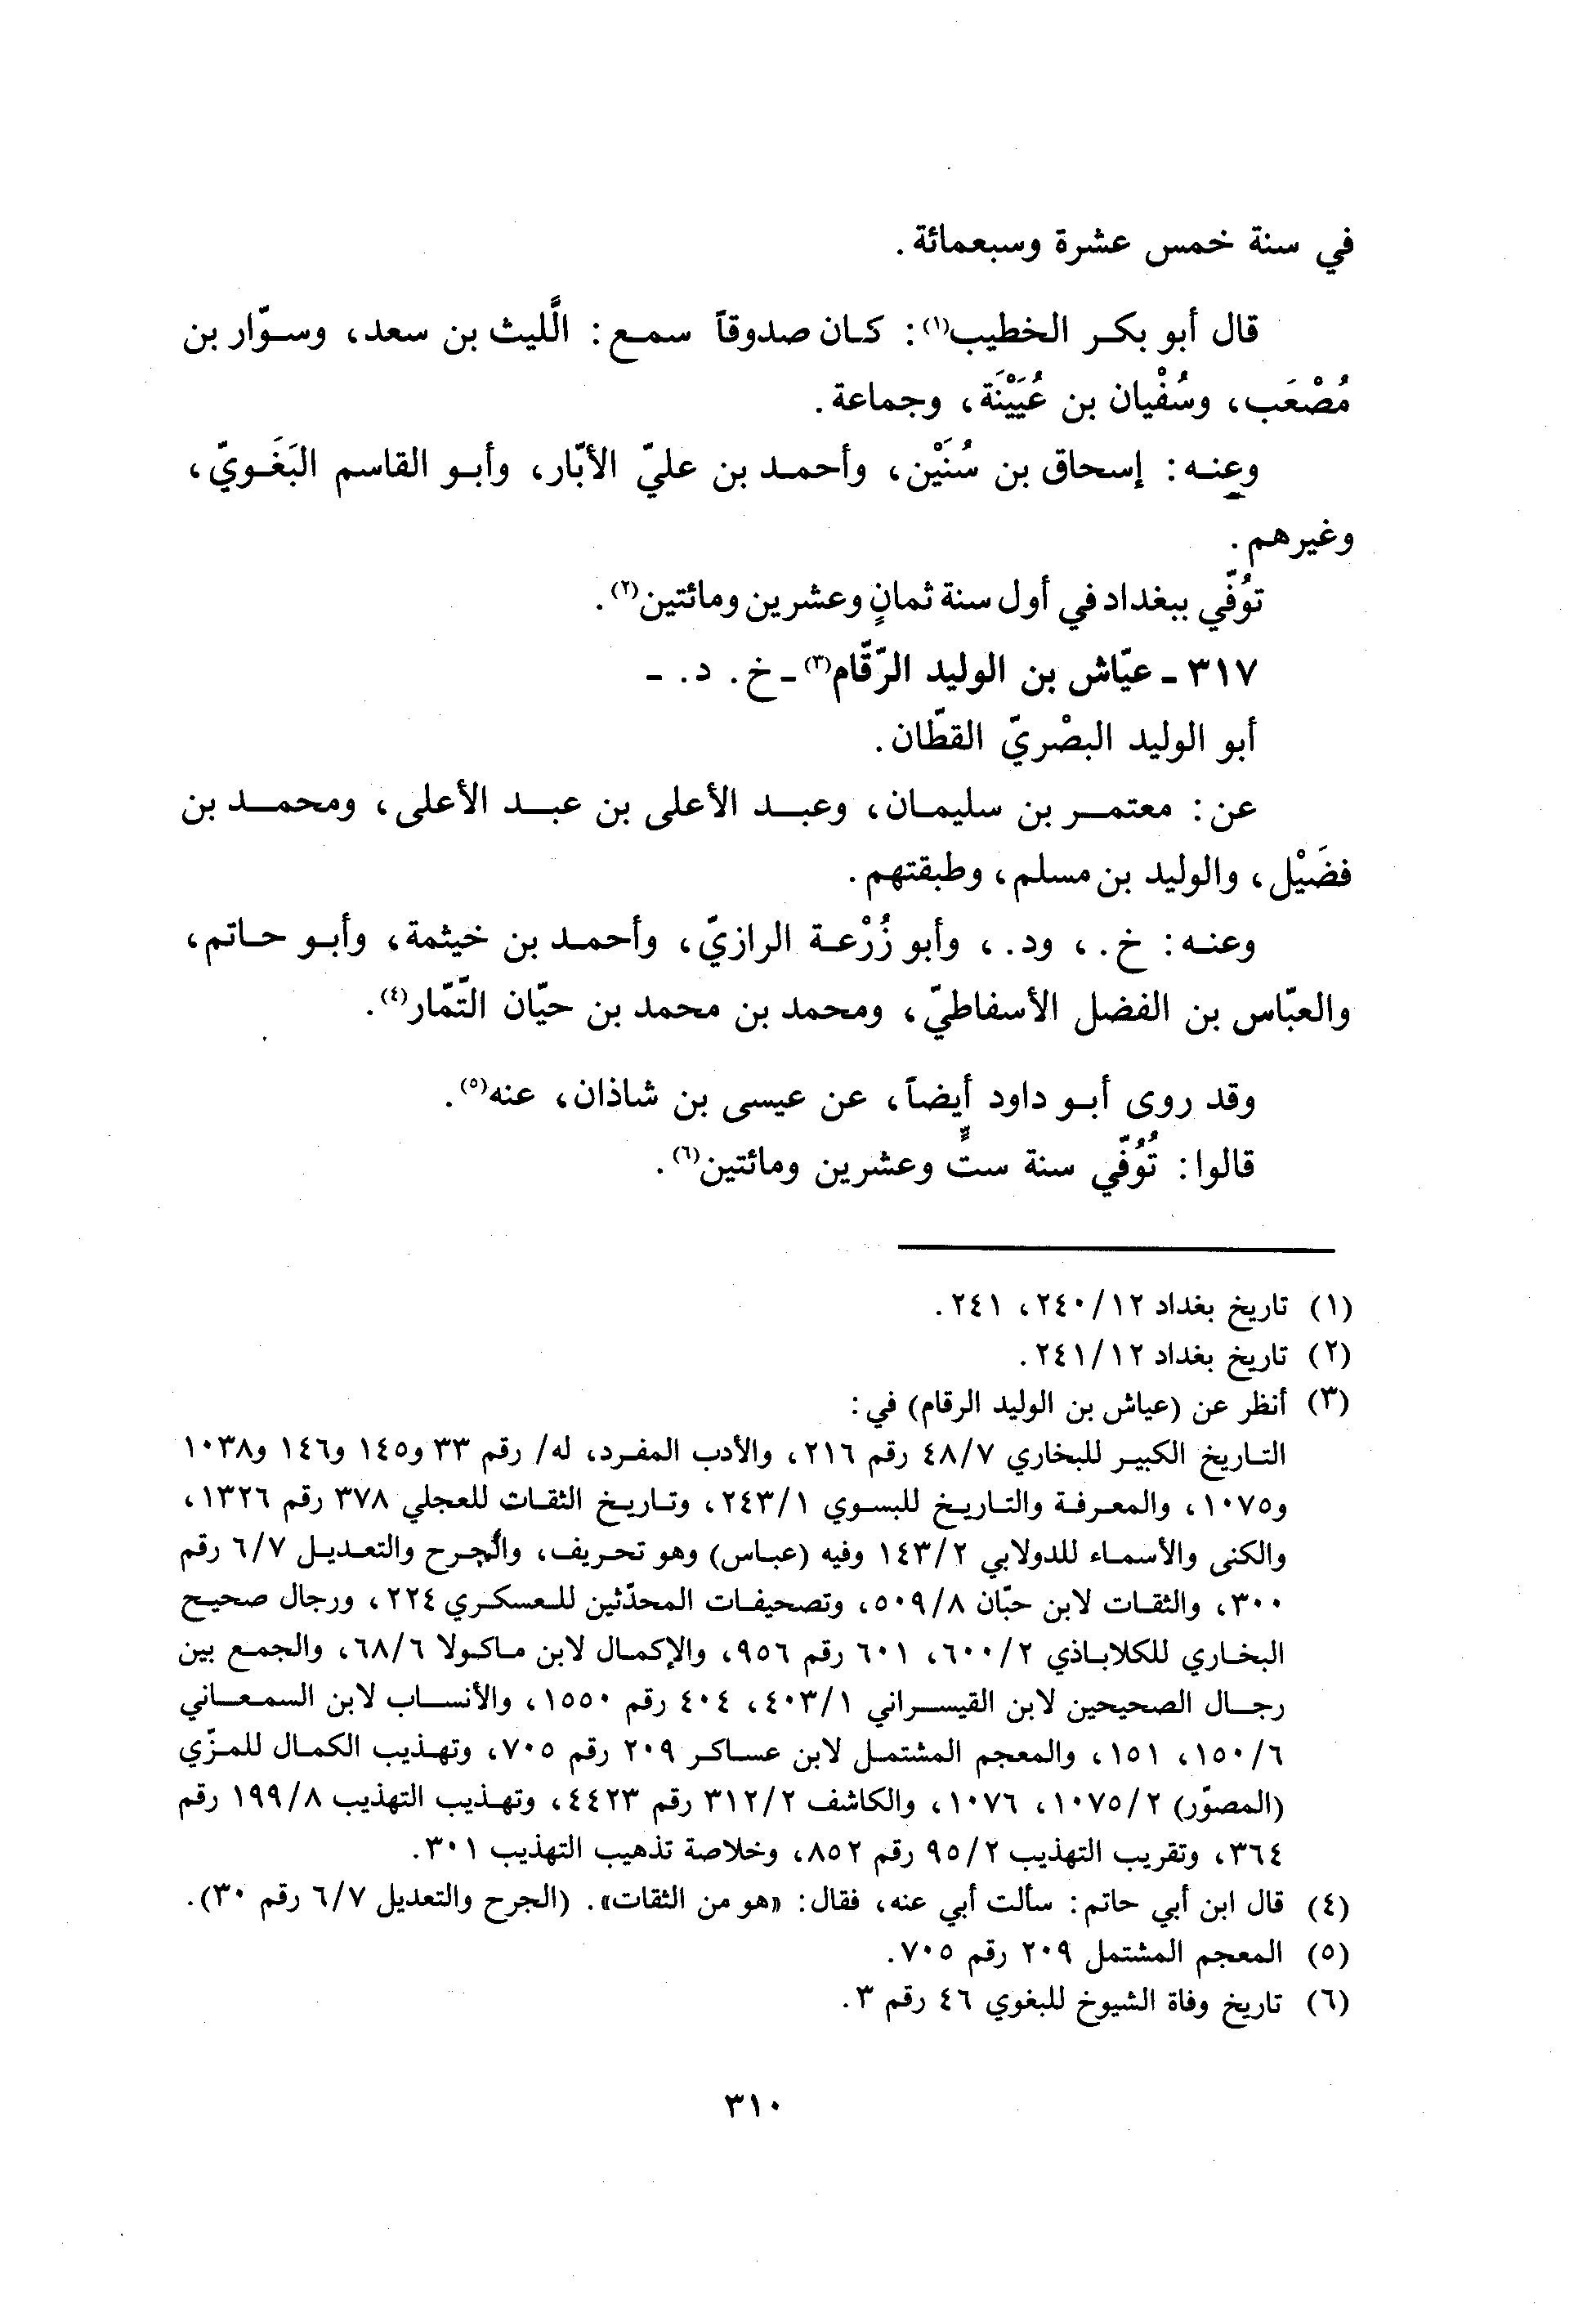 في سنة خمس عشرة وسبعمائة.
قال أبو بكر الخطيب(١): كان صدوقاً سمع: الَّليث بن سعد، وسوّار بن
مُصْعَب، وسُفْيان بن عُيَيْنَة، وجماعة.
وعنه: إسحاق بن سُنَيْن، وأحمد بن عليّ الأبّار، وأبو القاسم البَغَويّ،
وغيرهم.
توُفّي ببغداد في أول سنة ثمانٍ وعشرين ومائتين(٢).
٣١٧ - عيّاش بن الوليد الرّقّام(٣) - خ. د. -
أبو الوليد البصْريّ القطّان.
عن: معتمر بن سليمان، وعبد الأعلى بن عبد الأعلى، ومحمد بن
فضَيْل، والوليد بن مسلم، وطبقتهم.
وعنه: خ.، ود.، وأبو زُرْعة الرازيّ، وأحمد بن خيثمة، وأبو حاتم،
والعبّاس بن الفضل الأسفاطيّ، ومحمد بن محمد بن حيّان التّمّار(٤).
وقد روى أبو داود أيضاً، عن عيسى بن شاذان، عنه(٥).
قالوا: تُوُفّي سنة ستٍّ وعشرين ومائتين(٦).
(١) تاريخ بغداد ٢٤٠/١٢، ٢٤١.
(٢) تاريخ بغداد ٢٤١/١٢.
(٣) أنظر عن (عياش بن الوليد الرقام) في:
التاريخ الكبير للبخاري ٤٨/٧ رقم ٢١٦، والأدب المفرد، له/ رقم ٣٣ و١٤٥ و١٤٦ و١٠٣٨
و١٠٧٥، والمعرفة والتاريخ للبسوي ٢٤٣/١، وتاريخ الثقات للعجلي ٣٧٨ رقم ١٣٢٦،
والكنى والأسماء للدولابي ١٤٣/٢ وفيه (عباس) وهو تحريف، والجرح والتعديل ٦/٧ رقم
٣٠٠، والثقات لابن حبّان ٥٠٩/٨، وتصحيفات المحدّثين للعسكري ٢٢٤، ورجال صحيح
البخاري للكلاباذي ٦٠٠/٢، ٦٠١ رقم ٩٥٦، والإكمال لابن ماكولا ٦٨/٦، والجمع بين
رجال الصحيحين لابن القيسراني ٤٠٣/١، ٤٠٤ رقم ١٥٥٠، والأنساب لابن السمعاني
١٥٠/٦، ١٥١، والمعجم المشتمل لابن عساكر ٢٠٩ رقم ٧٠٥، وتهذيب الكمال للمزّي
(المصوّر) ١٠٧٥/٢، ١٠٧٦، والكاشف ٣١٢/٢ رقم ٤٤٢٣، وتهذيب التهذيب ١٩٩/٨ رقم
٣٦٤، وتقريب التهذيب ٩٥/٢ رقم ٨٥٢، وخلاصة تذهيب التهذيب ٣٠١.
(٤) قال ابن أبي حاتم: سألت أبي عنه، فقال: «هو من الثقات». (الجرح والتعديل ٦/٧ رقم ٣٠).
(٥) المعجم المشتمل ٢٠٩ رقم ٧٠٥.
(٦) تاريخ وفاة الشيوخ للبغوي ٤٦ رقم ٣.
٣١٠